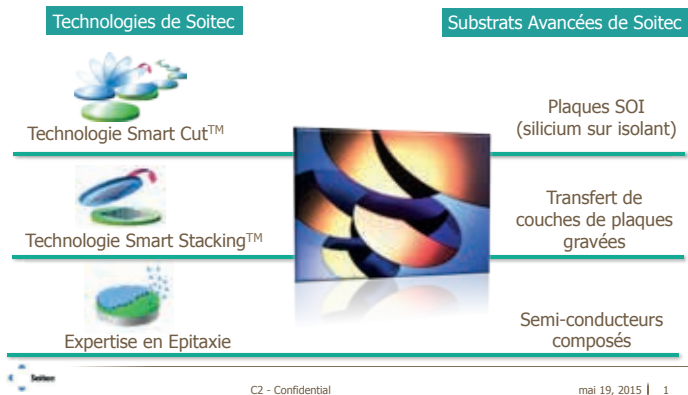 Technologies de Soitec
Substrats Avancées de Soitec
Technologie Smart Cut™
Plaques SOI
(silicium sur isolant)
Technologie Smart Stacking™
Transfert de
couches de plaques
gravées
Expertise en Epitaxie
Semi-conducteurs
composés
Soitec
C2 - Confidential
mai 19, 2015
1